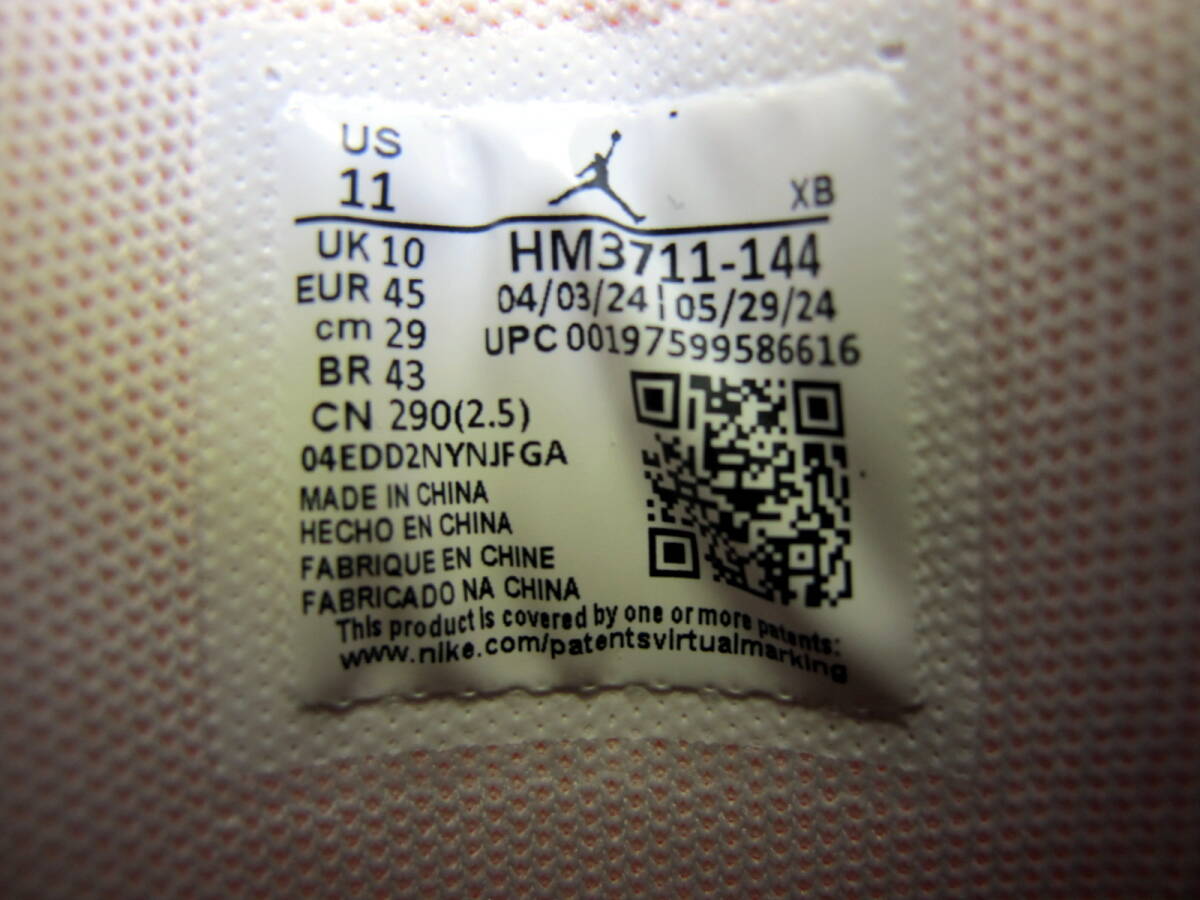 US
11
XB
UK 10
HM3711-144
EUR 45
04/03/24 | 05/29/24
cm 29
UPC 00197599586616
BR 43
CN 290(2.5)
04EDD2NYNJFGA
MADE IN CHINA
HECHO EN CHINA
FABRIQUE EN CHINE
FABRICADO NA CHINA
This product is covered by one or more patents:
www.nike.com/patentsvirtualmarking